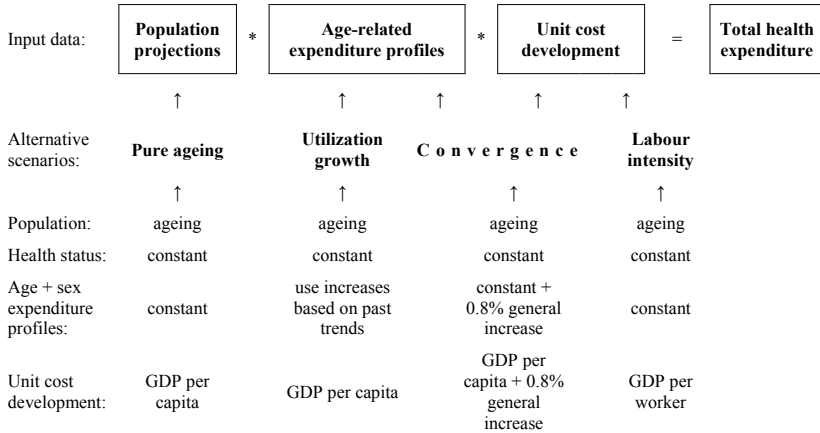 Input data: Population projections * Age-related expenditure profiles * Unit cost development = Total health expenditure
↑ ↑ ↑ ↑ ↑
Alternative scenarios: Pure ageing Utilization growth Convergence Labour intensity
↑ ↑ ↑ ↑
Population: ageing ageing ageing ageing
Health status: constant constant constant constant
Age + sex expenditure profiles: constant use increases based on past trends constant + 0.8% general increase constant
Unit cost development: GDP per capita GDP per capita GDP per capita + 0.8% general increase GDP per worker